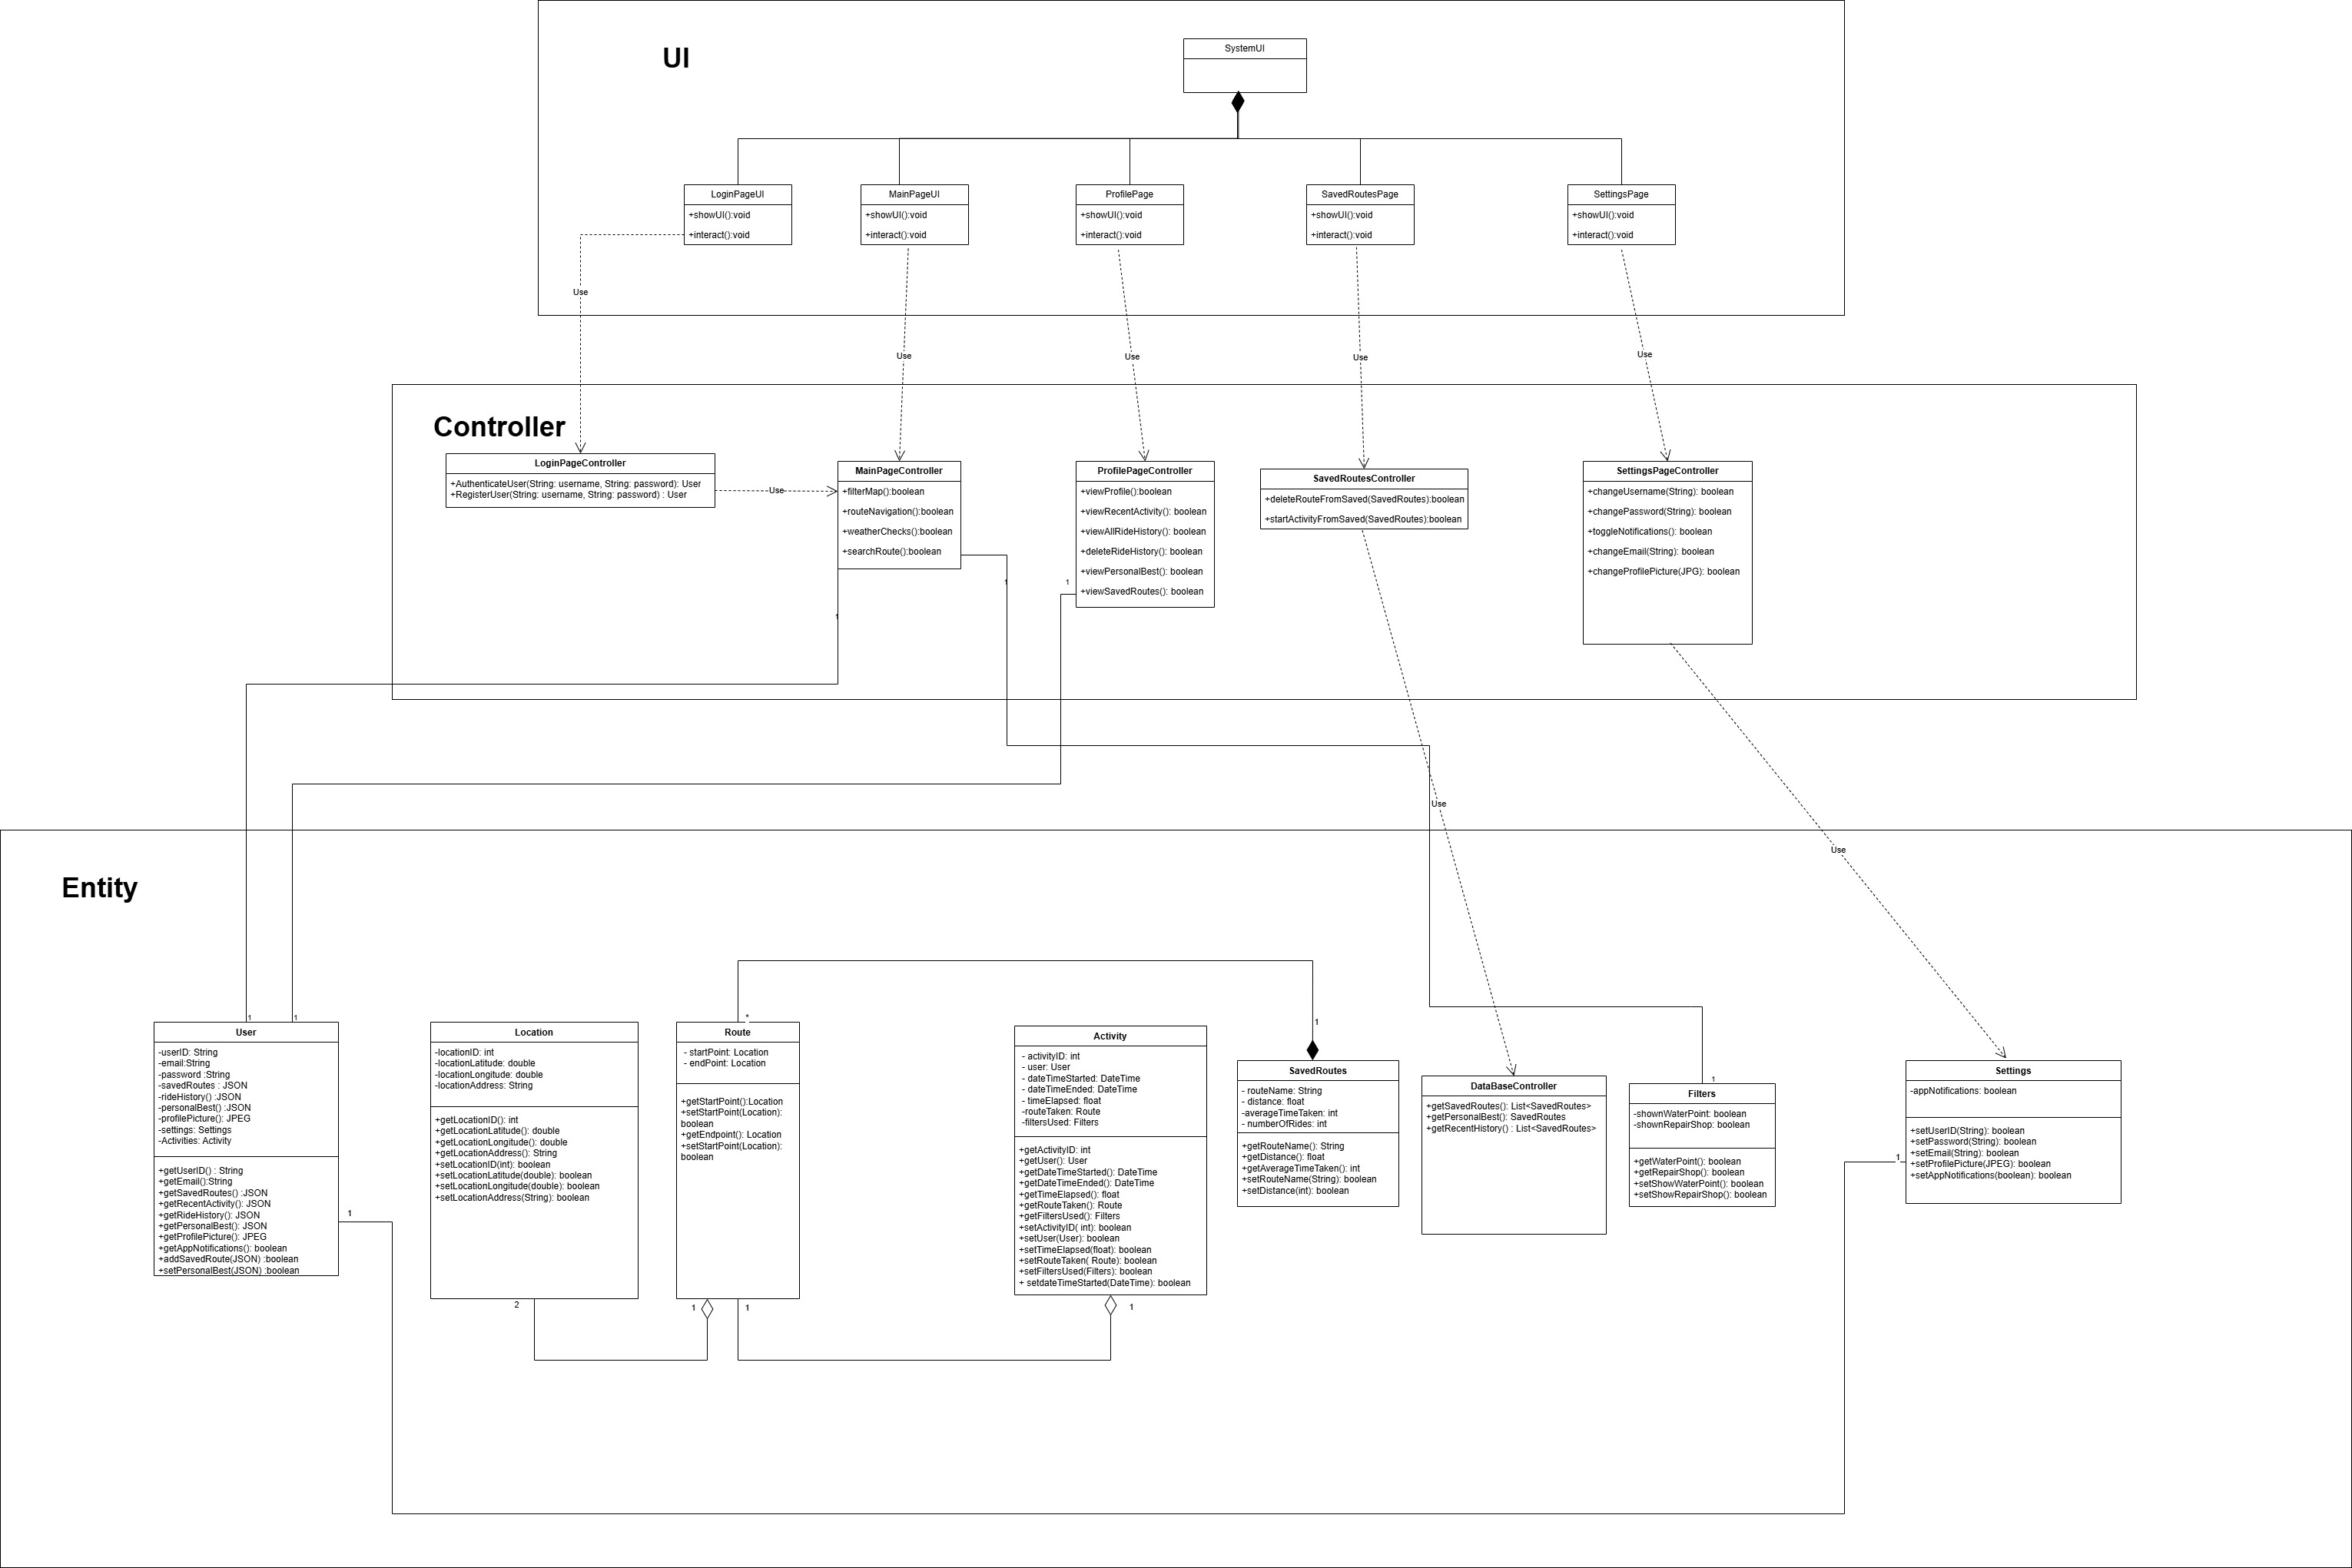 UI
SystemUI
LoginPageUI
+showUI():void
+interact():void
MainPageUI
+showUI():void
+interact():void
ProfilePage
+showUI():void
+interact():void
SavedRoutesPage
+showUI():void
+interact():void
SettingsPage
+showUI():void
+interact():void
Use
Use
Use
Use
Use
Controller
LoginPageController
+AuthenticateUser(String: username, String: password): User
+RegisterUser(String: username, String: password) : User
Use
MainPageController
+filterMap():boolean
+routeNavigation():boolean
+weatherChecks():boolean
+searchRoute():boolean
1
1
ProfilePageController
+viewProfile():boolean
+viewRecentActivity(): boolean
+viewAllRideHistory(): boolean
+deleteRideHistory(): boolean
+viewPersonalBest(): boolean
+viewSavedRoutes(): boolean
1
SavedRoutesController
+deleteRouteFromSaved(SavedRoutes):boolean
+startActivityFromSaved(SavedRoutes):boolean
SettingsPageController
+changeUsername(String): boolean
+changePassword(String): boolean
+toggleNotifications(): boolean
+changeEmail(String): boolean
+changeProfilePicture(JPG): boolean
Use
Use
Entity
1
1
User
-userID: String
-email:String
-password :String
-savedRoutes : JSON
-rideHistory() :JSON
-personalBest() :JSON
-profilePicture(): JPEG
-settings: Settings
-Activities: Activity
+getUserID() : String
+getEmail():String
+getSavedRoutes() :JSON
+getRecentActivity(): JSON
+getRideHistory(): JSON
+getPersonalBest(): JSON
+getProfilePicture(): JPEG
+getAppNotifications(): boolean
+addSavedRoute(JSON) :boolean
+setPersonalBest(JSON) :boolean
1
Location
-locationID: int
-locationLatitude: double
-locationLongitude: double
-locationAddress: String
+getLocationID(): int
+getLocationLatitude(): double
+getLocationLongitude(): double
+getLocationAddress(): String
+setLocationID(int): boolean
+setLocationLatitude(double): boolean
+setLocationLongitude(double): boolean
+setLocationAddress(String): boolean
2
*
Route
- startPoint: Location
- endPoint: Location
+getStartPoint():Location
+setStartPoint(Location):
boolean
+getEndpoint(): Location
+setStartPoint(Location):
boolean
1
1
Activity
- activityID: int
- user: User
- dateTimeStarted: DateTime
- dateTimeEnded: DateTime
- timeElapsed: float
-routeTaken: Route
-filtersUsed: Filters
+getActivityID: int
+getUser(): User
+getDateTimeStarted(): DateTime
+getDateTimeEnded(): DateTime
+getTimeElapsed(): float
+getRouteTaken(): Route
+getFiltersUsed(): Filters
+setActivityID( int): boolean
+setUser(User): boolean
+setTimeElapsed(float): boolean
+setRouteTaken( Route): boolean
+setFiltersUsed(Filters): boolean
+ setdateTimeStarted(DateTime): boolean
1
1
SavedRoutes
- routeName: String
- distance: float
-averageTimeTaken: int
- numberOfRides: int
+getRouteName(): String
+getDistance(): float
+getAverageTimeTaken(): int
+setRouteName(String): boolean
+setDistance(int): boolean
DataBaseController
+getSavedRoutes(): List<SavedRoutes>
+getPersonalBest(): SavedRoutes
+getRecentHistory() : List<SavedRoutes>
1
Filters
-shownWaterPoint: boolean
-shownRepairShop: boolean
+getWaterPoint(): boolean
+getRepairShop(): boolean
+setShowWaterPoint(): boolean
+setShowRepairShop(): boolean
1
Settings
-appNotifications: boolean
+setUserID(String): boolean
+setPassword(String): boolean
+setEmail(String): boolean
+setProfilePicture(JPEG): boolean
+setAppNotifications(boolean): boolean